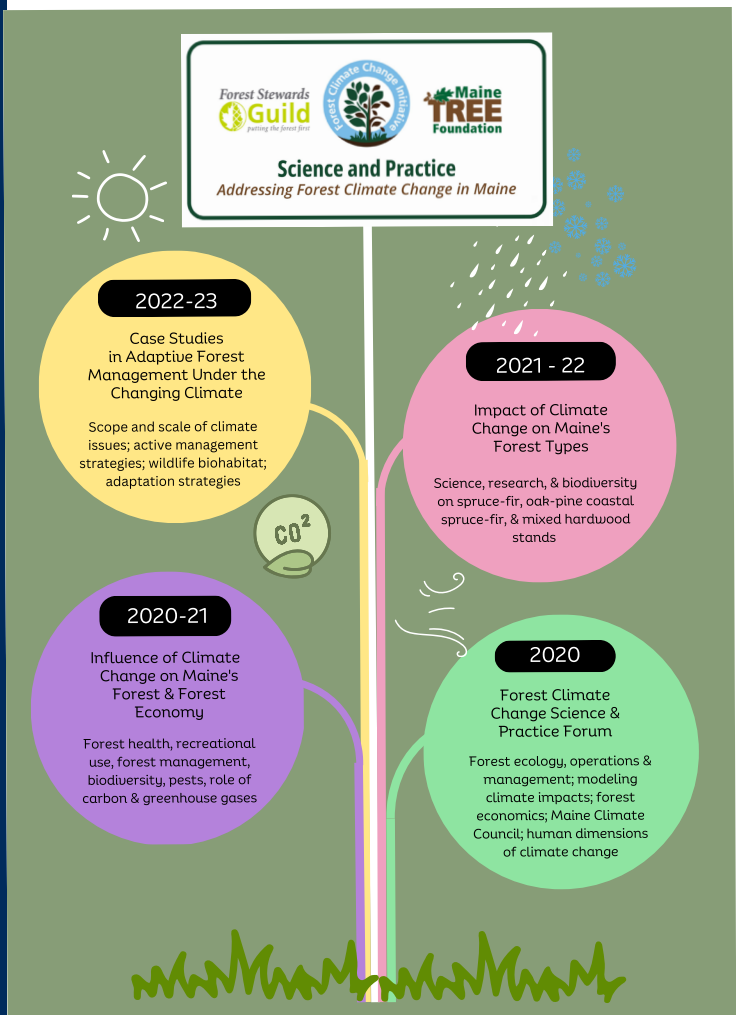 Forest Stewards
Guild
putting the forest first
Forest Climate Change Initiative
Maine
TREE
Foundation
Science and Practice
Addressing Forest Climate Change in Maine
2022-23
Case Studies
in Adaptive Forest
Management Under the
Changing Climate
Scope and scale of climate
issues; active management
strategies; wildlife biohabitat;
adaptation strategies
2021 - 22
Impact of Climate
Change on Maine's
Forest Types
Science, research, & biodiversity
on spruce-fir, oak-pine coastal
spruce-fir, & mixed hardwood
stands
CO²
2020-21
Influence of Climate
Change on Maine's
Forest & Forest
Economy
Forest health, recreational
use, forest management,
biodiversity, pests, role of
carbon & greenhouse gases
2020
Forest Climate
Change Science &
Practice Forum
Forest ecology, operations &
management; modeling
climate impacts; forest
economics; Maine Climate
Council; human dimensions
of climate change